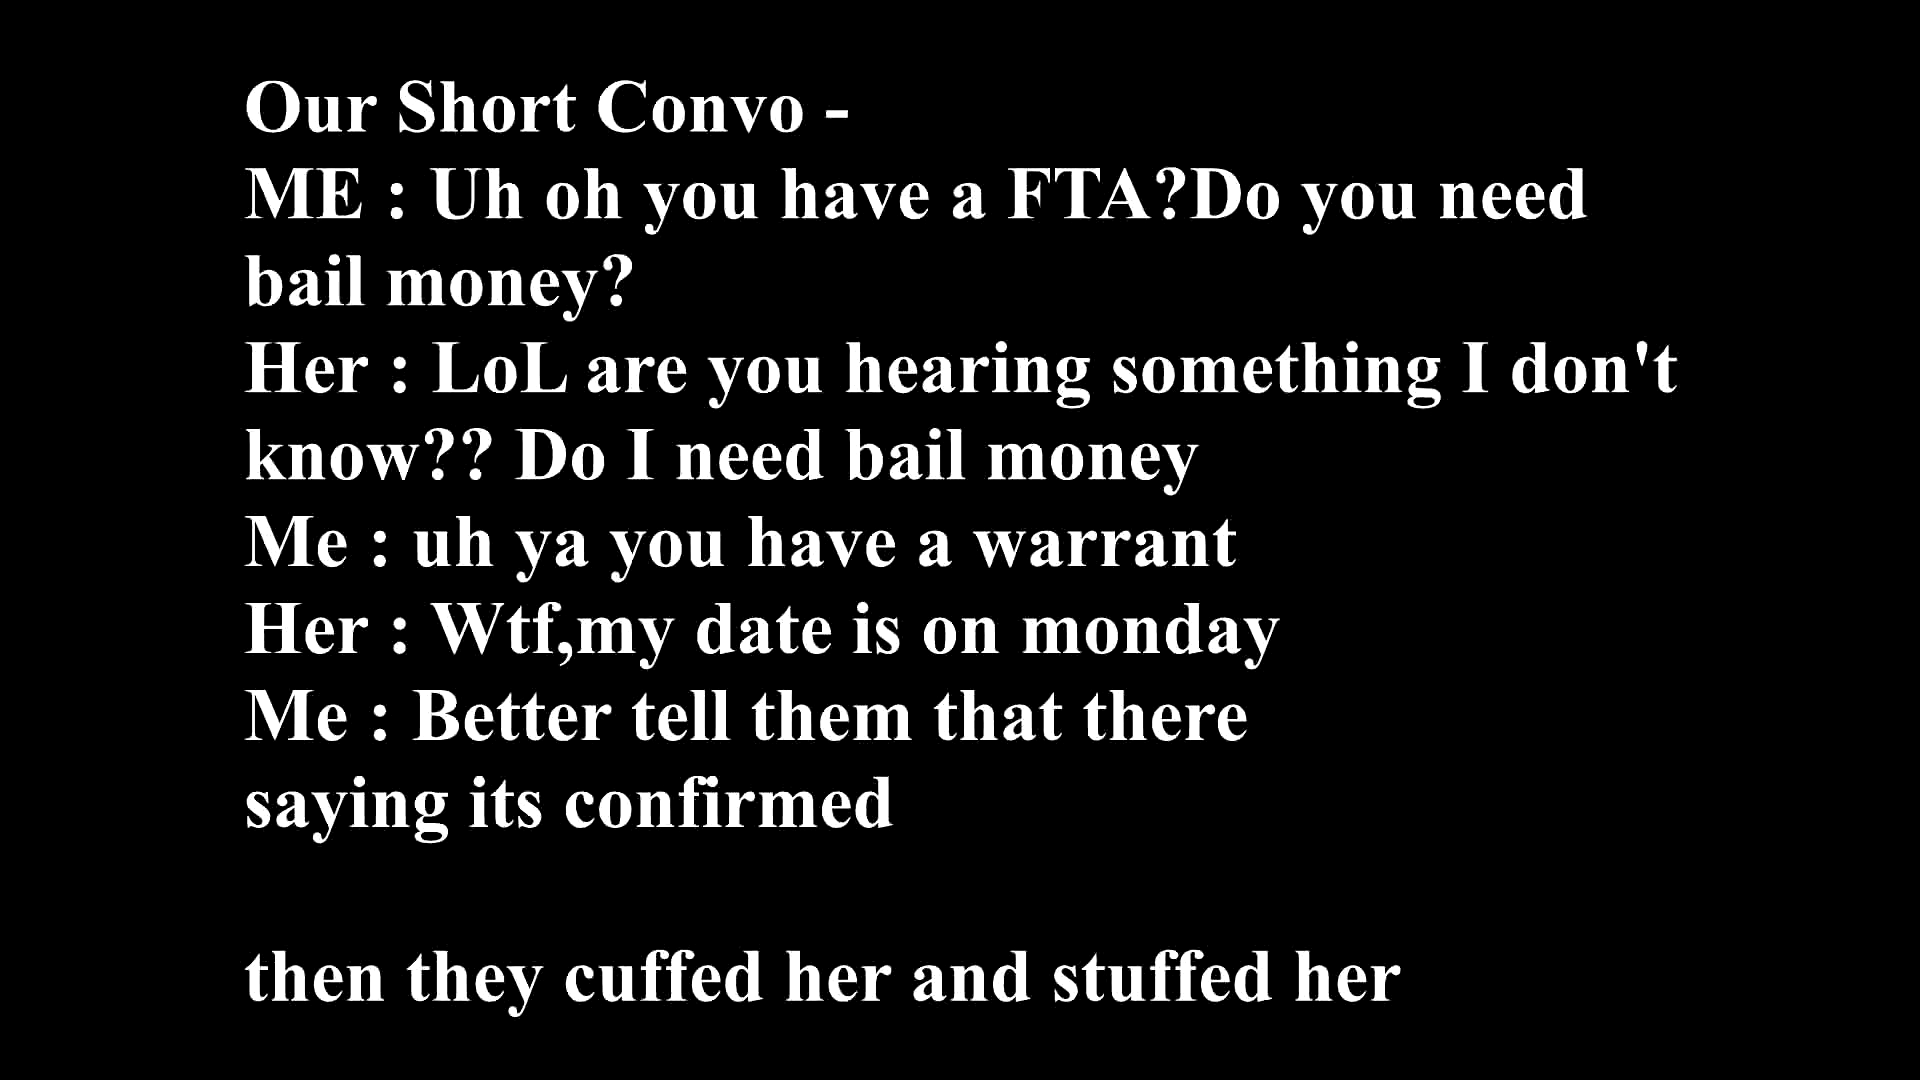 Our Short Convo -
ME : Uh oh you have a FTA?Do you need
bail money?
Her : LoL are you hearing something I don't
know?? Do I need bail money
Me : uh ya you have a warrant
Her : Wtf,my date is on monday
Me : Better tell them that there
saying its confirmed
then they cuffed her and stuffed her